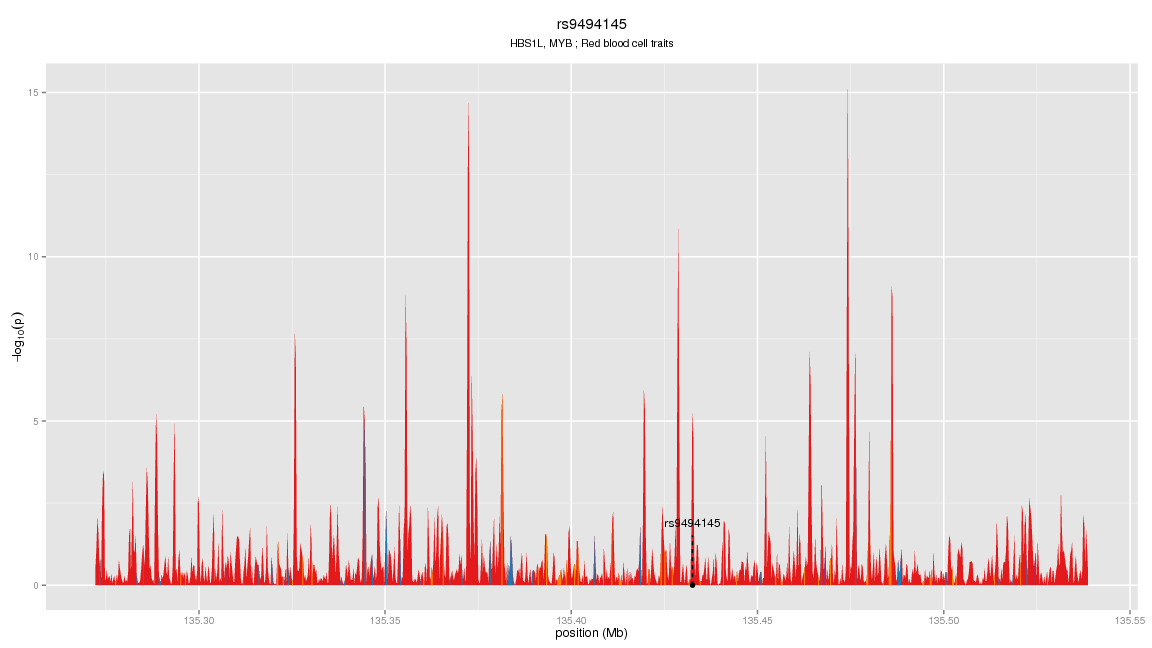 rs9494145
HBS1L, MYB ; Red blood cell traits
15
10
5
0
−log10(p)
rs9494145
135.30 135.35 135.40 135.45 135.50 135.55
position (Mb)